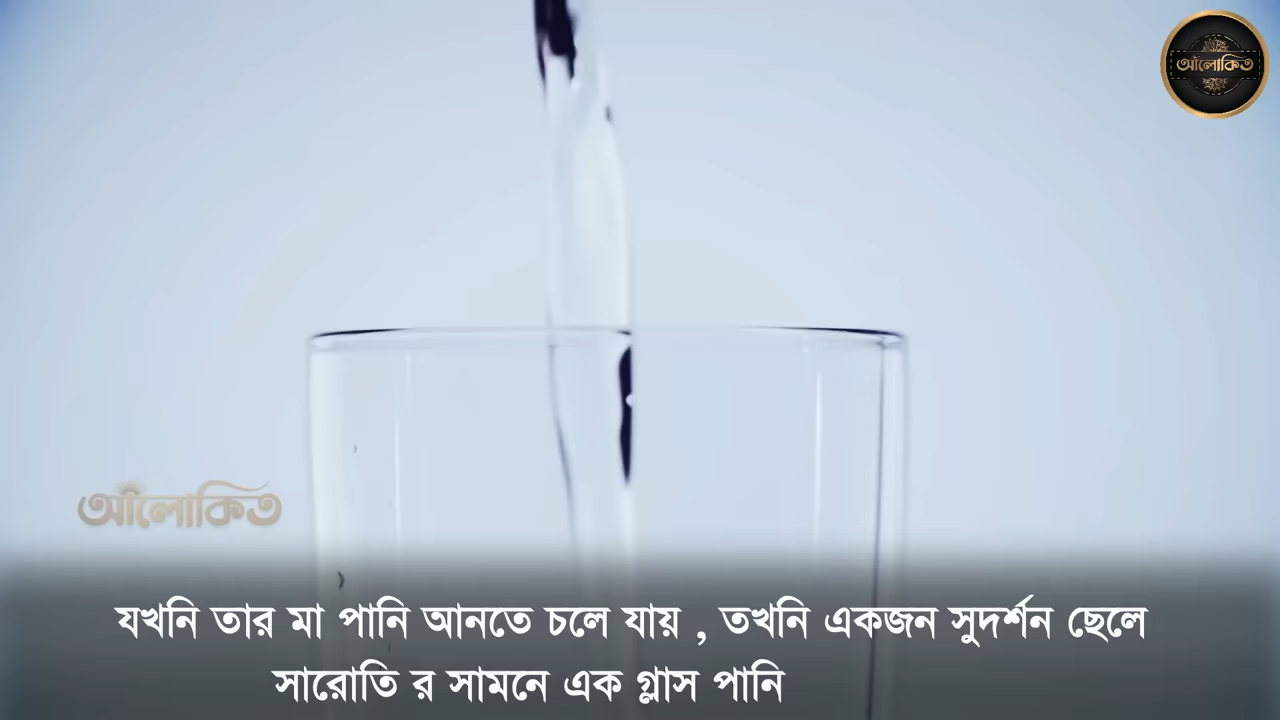 আলোকিত
আলোকিত
যখনি তার মা পানি আনতে চলে যায় , তখনি একজন সুদর্শন ছেলে
সারোতি র সামনে এক গ্লাস পানি